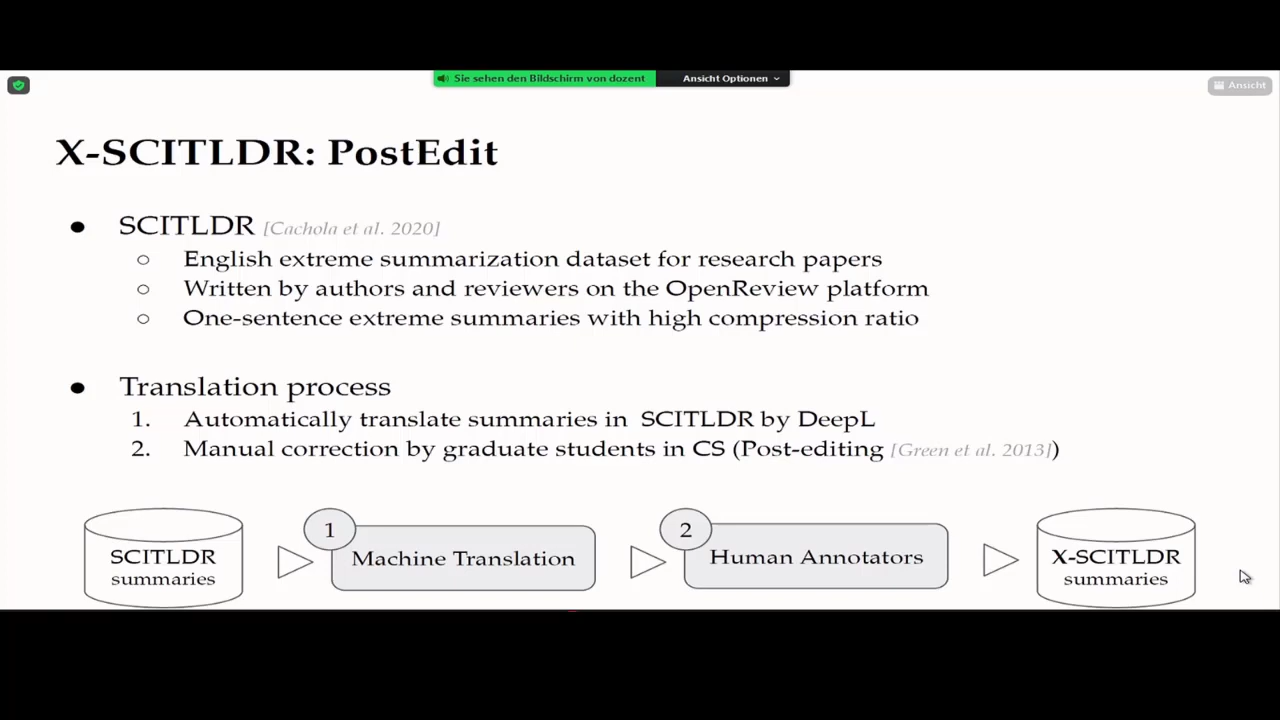 Sie sehen den Bildschirm von dozent Ansicht Optionen
Ansicht
X-SCITLDR: PostEdit
● SCITLDR [Cachola et al. 2020]
○ English extreme summarization dataset for research papers
○ Written by authors and reviewers on the OpenReview platform
○ One-sentence extreme summaries with high compression ratio
● Translation process
1. Automatically translate summaries in SCITLDR by DeepL
2. Manual correction by graduate students in CS (Post-editing [Green et al. 2013])
SCITLDR
summaries
1
Machine Translation
2
Human Annotators
X-SCITLDR
summaries